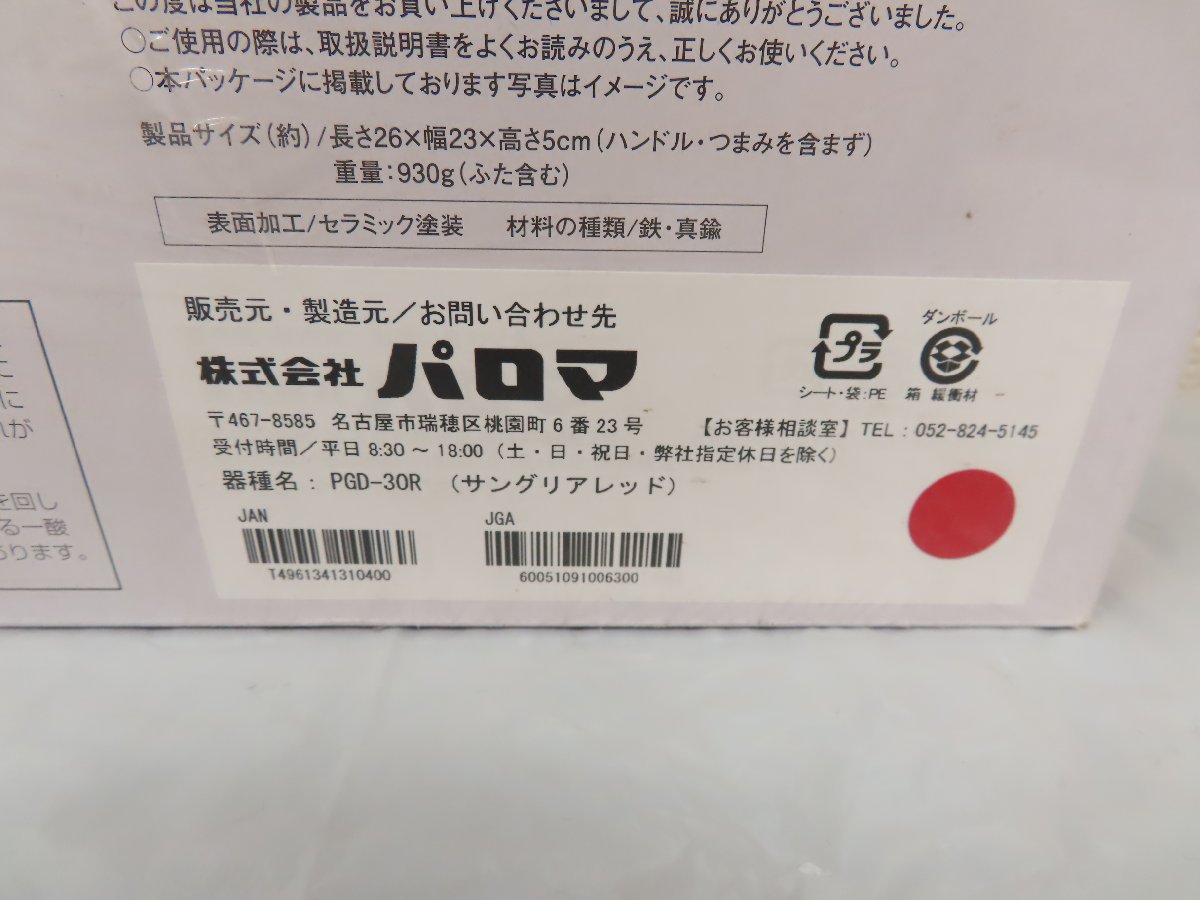 この度は当社の製品をお買い上げくださいまして、誠にありがとうございました。
○ご使用の際は、取扱説明書をよくお読みのうえ、正しくお使いください。
○本パッケージに掲載しております写真はイメージです。
製品サイズ(約)/長さ26×幅23×高さ5cm(ハンドル・つまみを含まず)
重量:930g(ふた含む)
表面加工/セラミック塗装　材料の種類/鉄・真鍮
に
に
が
を回し
る一酸
あります。
販売元・製造元／お問い合わせ先
株式会社 パロマ
プラ
シート・袋:PE
ダンボール
箱 緩衝材
〒467-8585 名古屋市瑞穂区桃園町6番23号 【お客様相談室】TEL:052-824-5145
受付時間／平日8:30～18:00(土・日・祝日・弊社指定休日を除く)
器種名: PGD-30R (サングリアレッド)
JAN
T4961341310400
JGA
60051091006300